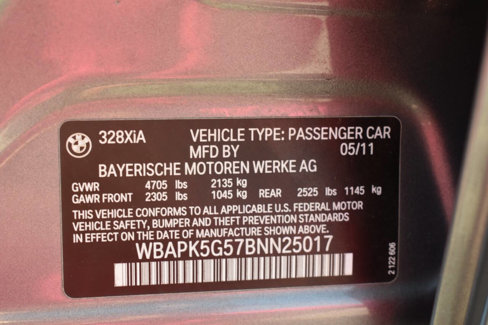 BMW
328XiA VEHICLE TYPE: PASSENGER CAR
MFD BY 05/11
BAYERISCHE MOTOREN WERKE AG
GVWR 4705 lbs 2135 kg
GAWR FRONT 2305 lbs 1045 kg REAR 2525 lbs 1145 kg
THIS VEHICLE CONFORMS TO ALL APPLICABLE U.S. FEDERAL MOTOR
VEHICLE SAFETY, BUMPER AND THEFT PREVENTION STANDARDS
IN EFFECT ON THE DATE OF MANUFACTURE SHOWN ABOVE.
WBAPK5G57BNN25017
2 122 606